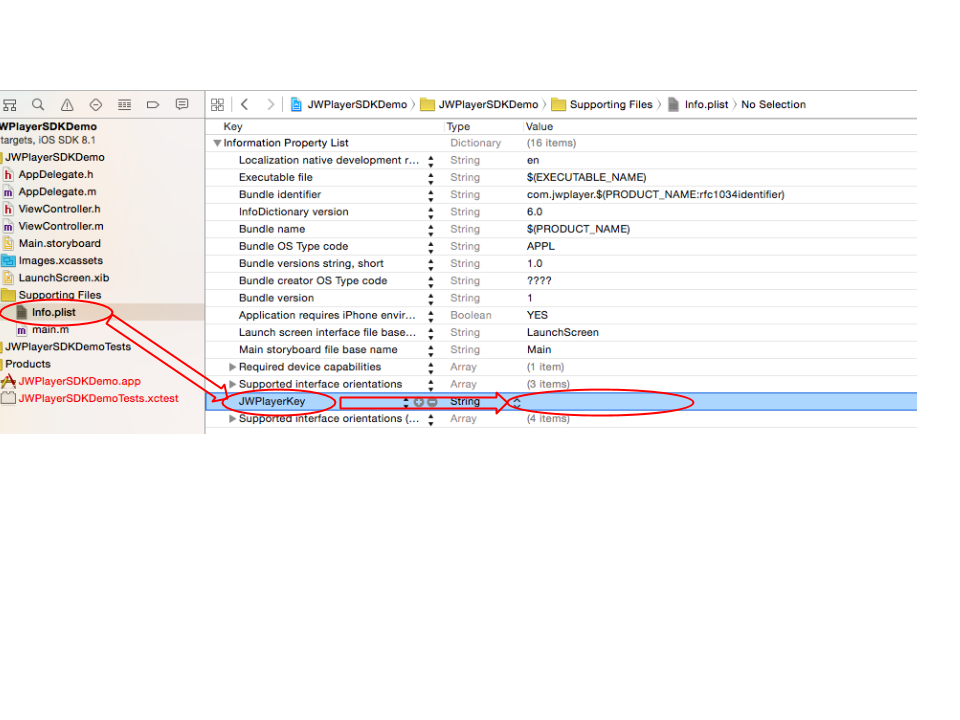 JWPlayerSDKDemo 〉 JWPlayerSDKDemo 〉 Supporting Files 〉 Info.plist 〉 No Selection
WPlayerSDKDemo
targets, iOS SDK 8.1
JWPlayerSDKDemo
AppDelegate.h
AppDelegate.m
ViewController.h
ViewController.m
Main.storyboard
Images.xcassets
LaunchScreen.xib
Supporting Files
Info.plist
main.m
JWPlayerSDKDemoTests
Products
JWPlayerSDKDemo.app
JWPlayerSDKDemoTests.xctest
Key Type Value
Information Property List Dictionary (16 items)
Localization native development r... String en
Executable file String $(EXECUTABLE_NAME)
Bundle identifier String com.jwplayer.$(PRODUCT_NAME:rfc1034identifier)
InfoDictionary version String 6.0
Bundle name String $(PRODUCT_NAME)
Bundle OS Type code String APPL
Bundle versions string, short String 1.0
Bundle creator OS Type code String ????
Bundle version String 1
Application requires iPhone envir... Boolean YES
Launch screen interface file base... String LaunchScreen
Main storyboard file base name String Main
Required device capabilities Array (1 item)
Supported interface orientations Array (3 items)
JWPlayerKey String
Supported interface orientations (... Array (4 items)